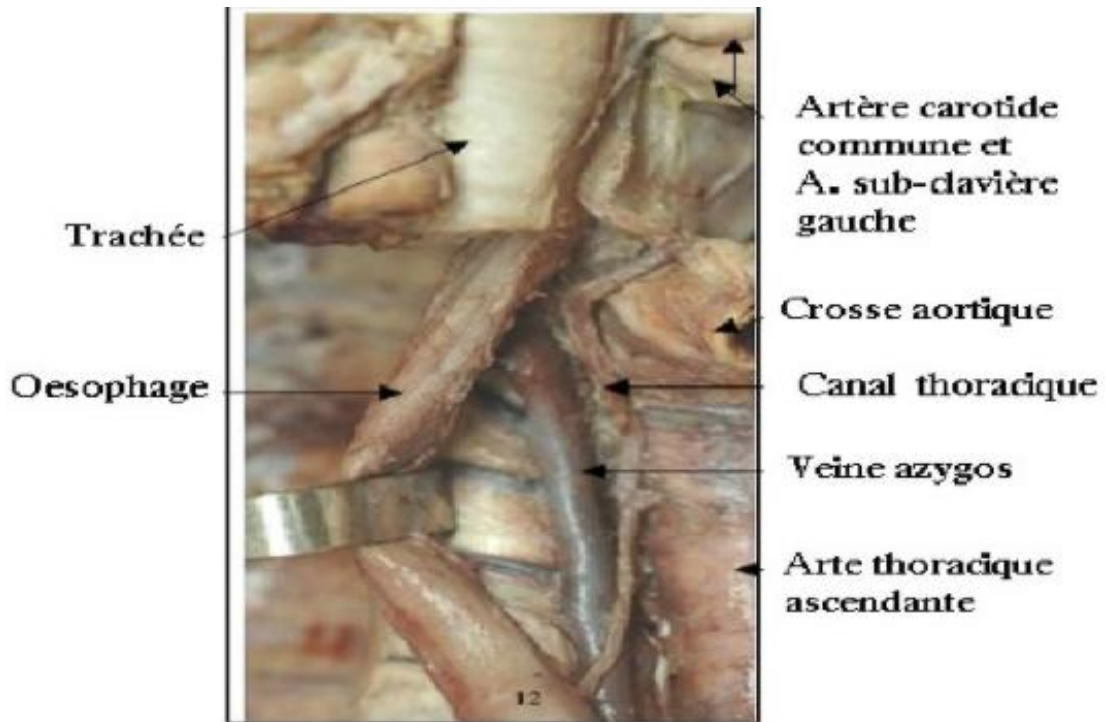 Artère carotide
commune et
A. sub-clavière
gauche
Trachée
Crosse aortique
Oesophage
Canal thoracique
Veine azygos
Arte thoracique
ascendante
12